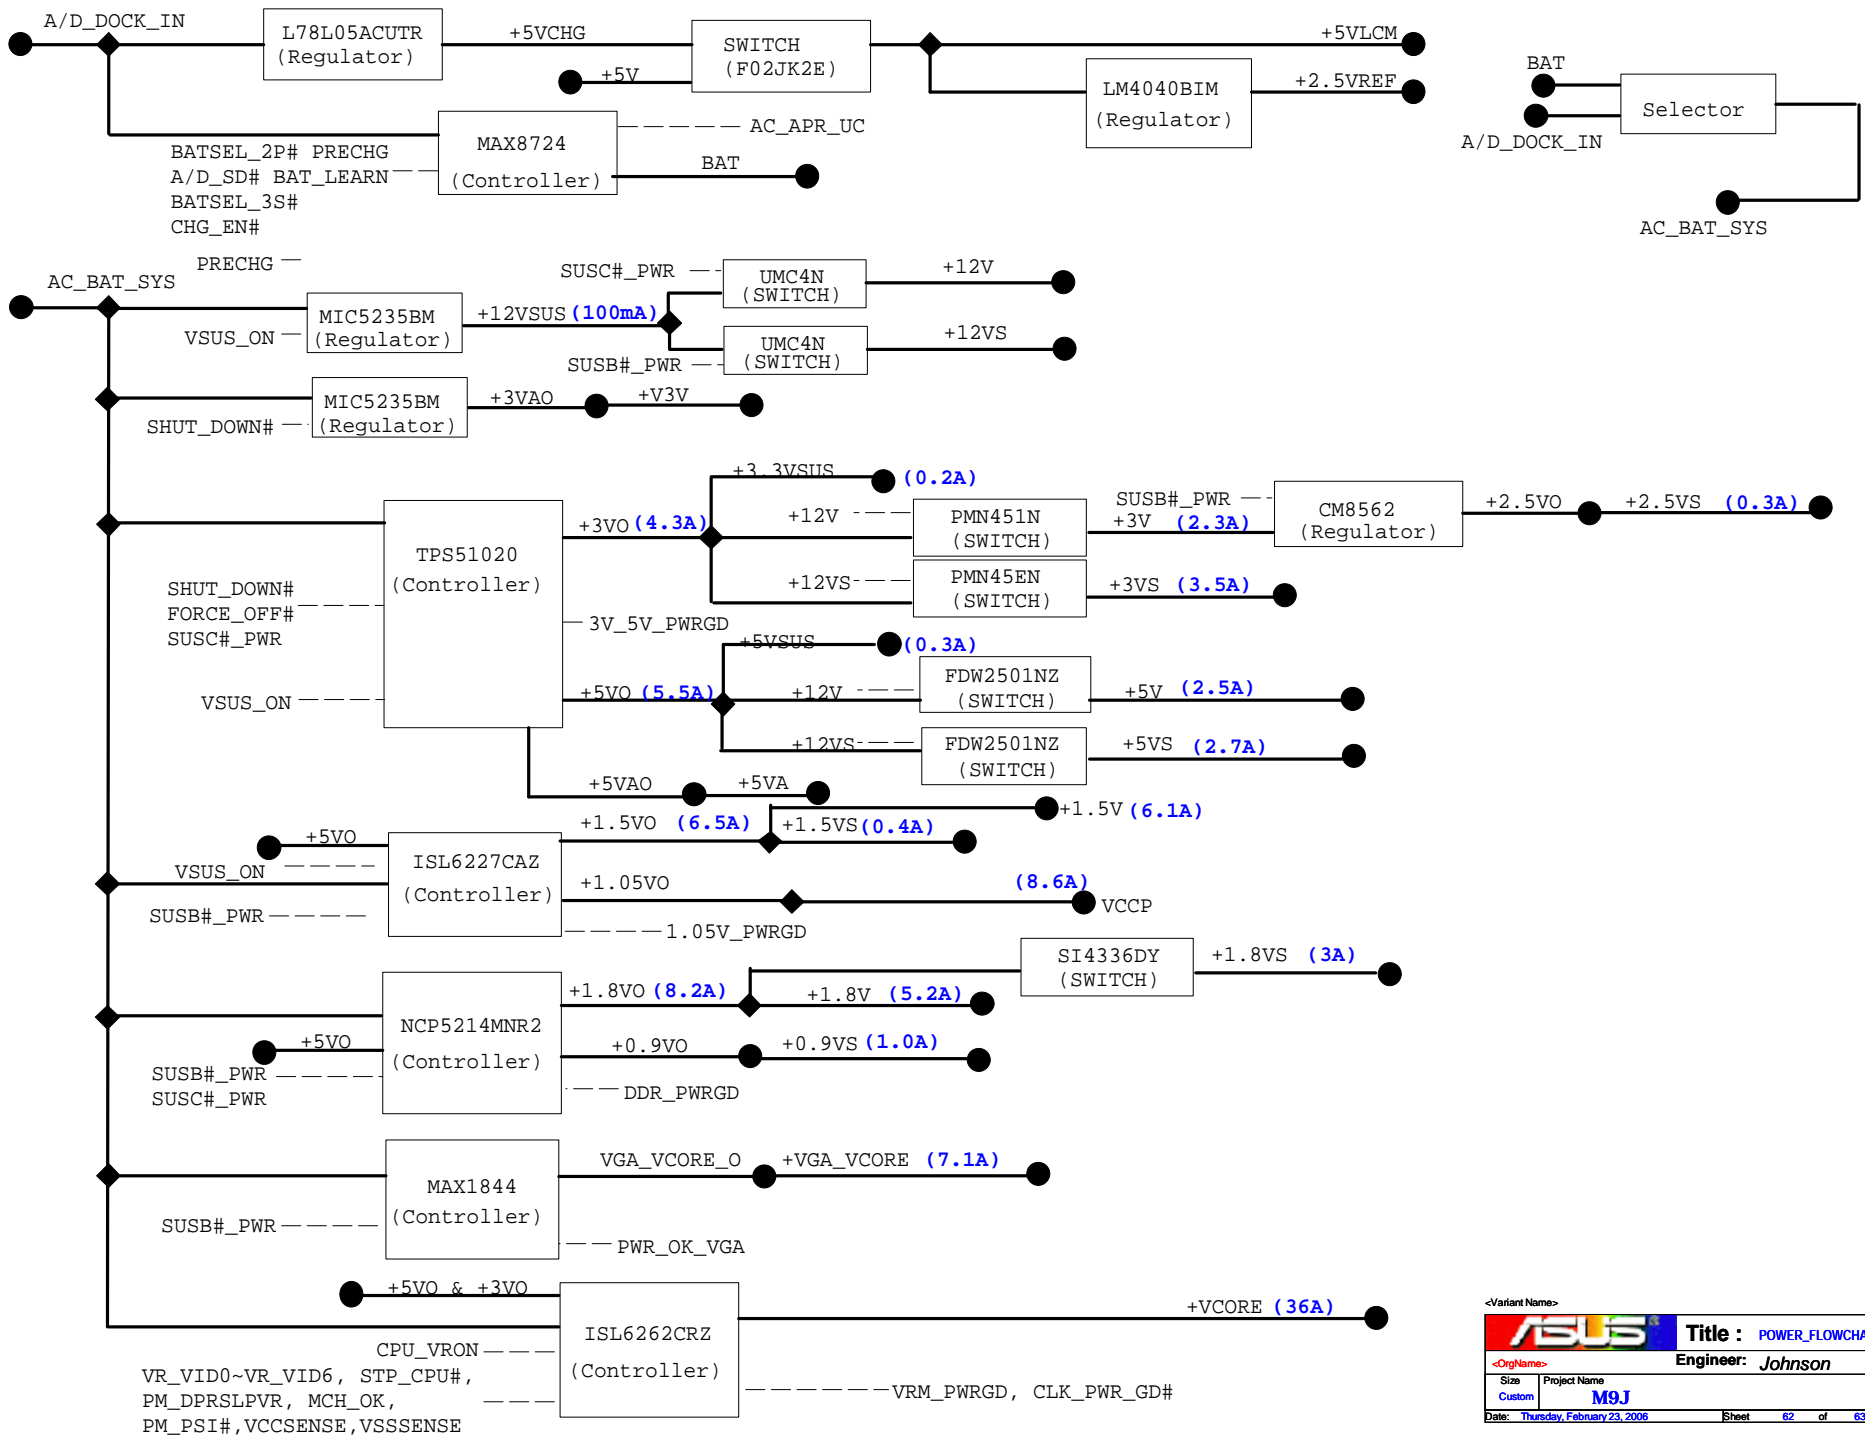 A/D_DOCK_IN
L78L05ACUTR
(Regulator)
+5VCHG
+5V
SWITCH
(F02JK2E)
+5VLCM
LM4040BIM
(Regulator)
+2.5VREF
BAT
A/D_DOCK_IN
Selector
AC_BAT_SYS
MAX8724
(Controller)
AC_APR_UC
BAT
BATSEL_2P# PRECHG
A/D_SD# BAT_LEARN
BATSEL_3S#
CHG_EN#
PRECHG
AC_BAT_SYS
VSUS_ON
MIC5235BM
(Regulator)
+12VSUS (100mA)
SUSC#_PWR
UMC4N
(SWITCH)
+12V
SUSB#_PWR
UMC4N
(SWITCH)
+12VS
SHUT_DOWN#
MIC5235BM
(Regulator)
+3VAO
+V3V
TPS51020
(Controller)
SHUT_DOWN#
FORCE_OFF#
SUSC#_PWR
VSUS_ON
3V_5V_PWRGD
+3VO (4.3A)
+3.3VSUS
(0.2A)
+12V
PMN451N
(SWITCH)
+3V (2.3A)
SUSB#_PWR
CM8562
(Regulator)
+2.5VO
+2.5VS (0.3A)
+12VS
PMN45EN
(SWITCH)
+3VS (3.5A)
+5VO (5.5A)
+5VSUS
(0.3A)
+12V
FDW2501NZ
(SWITCH)
+5V (2.5A)
+12VS
FDW2501NZ
(SWITCH)
+5VS (2.7A)
+5VAO
+5VA
+5VO
VSUS_ON
SUSB#_PWR
ISL6227CAZ
(Controller)
+1.5VO (6.5A)
+1.5V (6.1A)
+1.5VS (0.4A)
+1.05VO
(8.6A)
VCCP
1.05V_PWRGD
+5VO
SUSB#_PWR
SUSC#_PWR
NCP5214MNR2
(Controller)
+1.8VO (8.2A)
SI4336DY
(SWITCH)
+1.8VS (3A)
+1.8V (5.2A)
+0.9VO
+0.9VS (1.0A)
DDR_PWRGD
SUSB#_PWR
MAX1844
(Controller)
VGA_VCORE_O
+VGA_VCORE (7.1A)
PWR_OK_VGA
+5VO & +3VO
CPU_VRON
VR_VID0~VR_VID6, STP_CPU#,
PM_DPRSLPVR, MCH_OK,
PM_PSI#,VCCSENSE,VSSSENSE
ISL6262CRZ
(Controller)
+VCORE (36A)
VRM_PWRGD, CLK_PWR_GD#
<Variant Name>
ASUS
Title : POWER_FLOWCHA
<OrgName>
Engineer: Johnson
Size Project Name
Custom M9J
Date: Thursday, February 23, 2006 Sheet 62 of 63